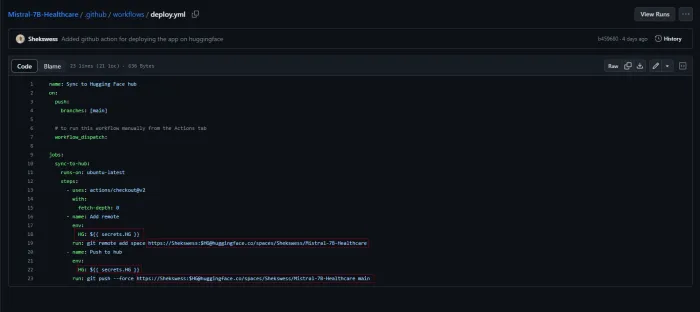 Mistral-7B-Healthcare / .github / workflows / deploy.yml
View Runs
Shekswess Added github action for deploying the app on huggingface
b439680 · 4 days ago
History
Code Blame 23 lines (21 loc) · 636 Bytes
Raw
1 name: Sync to Hugging Face hub
2 on:
3 push:
4 branches: [main]
5
6 # to run this workflow manually from the Actions tab
7 workflow_dispatch:
8
9 jobs:
10 sync-to-hub:
11 runs-on: ubuntu-latest
12 steps:
13 - uses: actions/checkout@v2
14 with:
15 fetch-depth: 0
16 - name: Add remote
17 env:
18 HG: ${{ secrets.HG }}
19 run: git remote add space https://Shekswess:$HG@huggingface.co/spaces/Shekswess/Mistral-7B-Healthcare
20 - name: Push to hub
21 env:
22 HG: ${{ secrets.HG }}
23 run: git push --force https://Shekswess:$HG@huggingface.co/spaces/Shekswess/Mistral-7B-Healthcare main